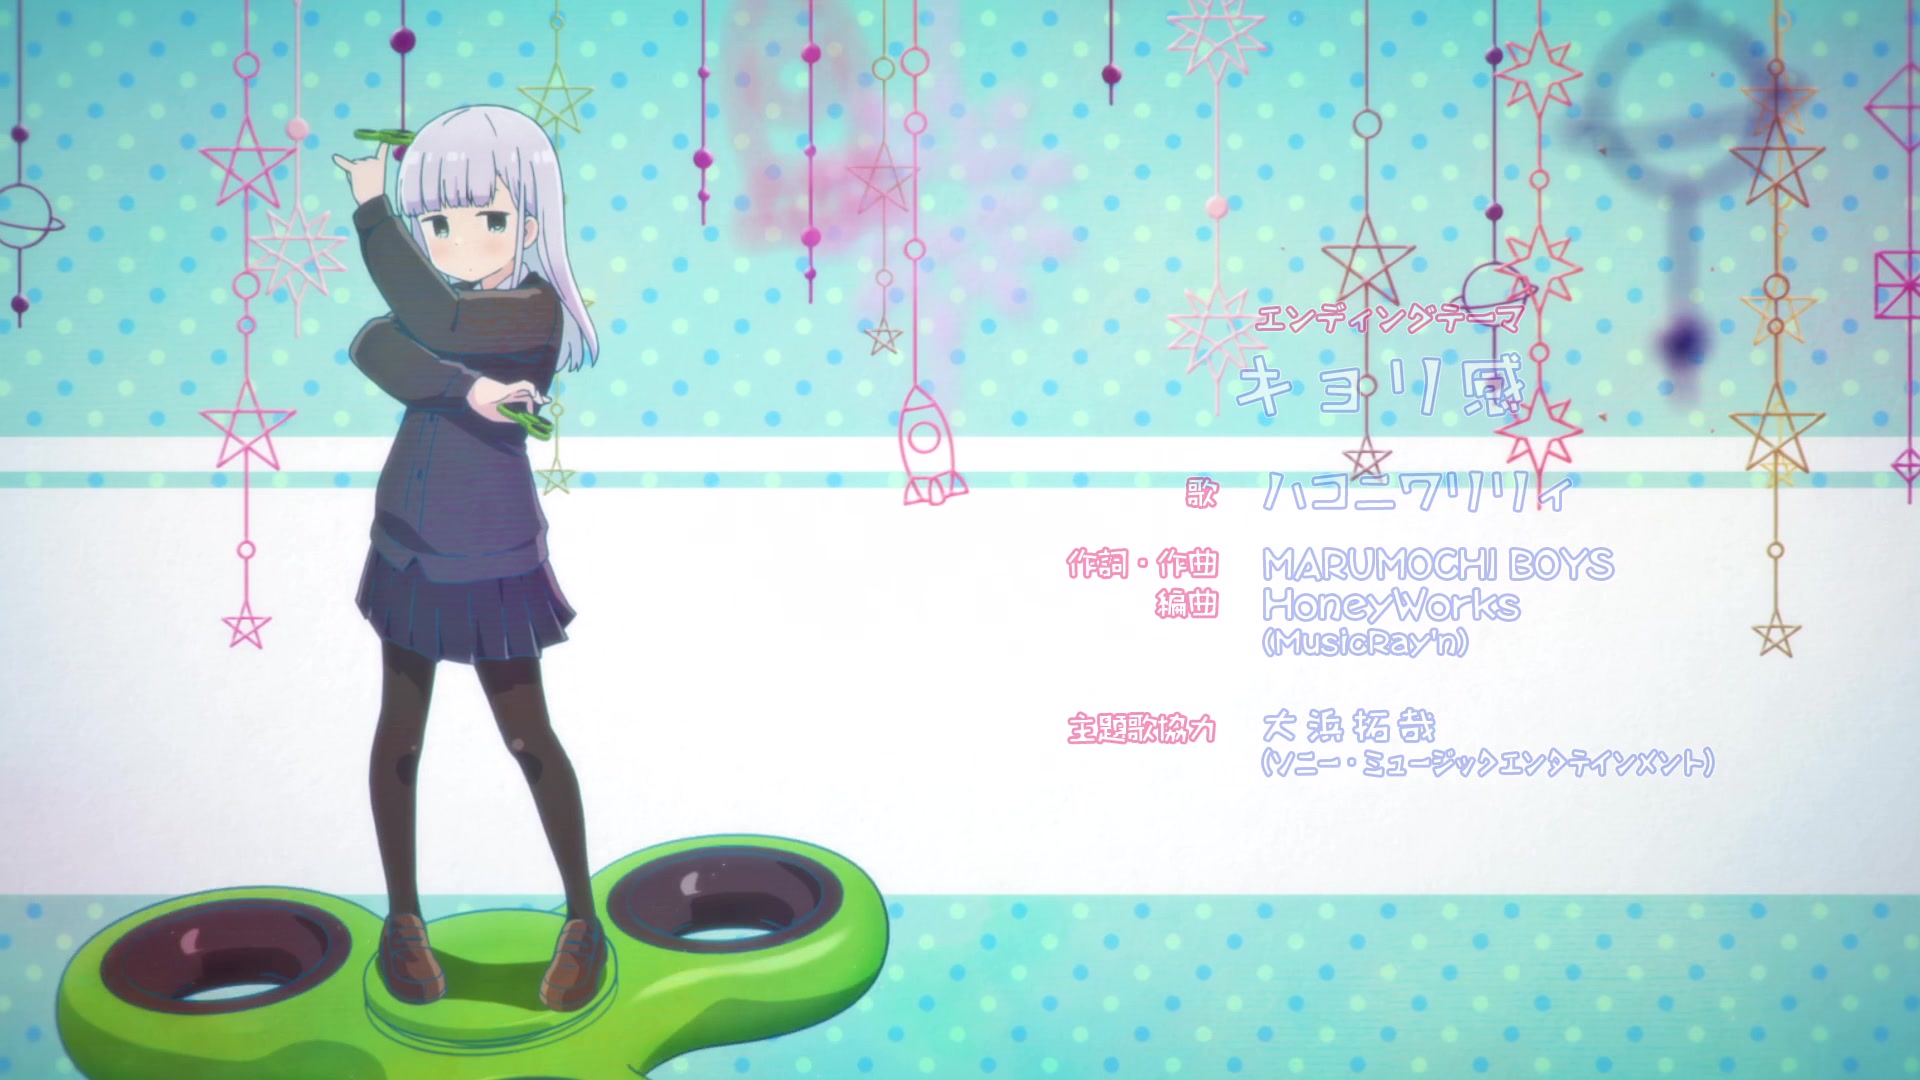 エンディングテーマ
キョリ感
歌 ハコニワリリィ
作詞・作曲 MARUMOCHI BOYS
編曲 HoneyWorks
(MusicRay'n)
主題歌協力 大浜拓哉
(ソニー・ミュージックエンタテインメント)